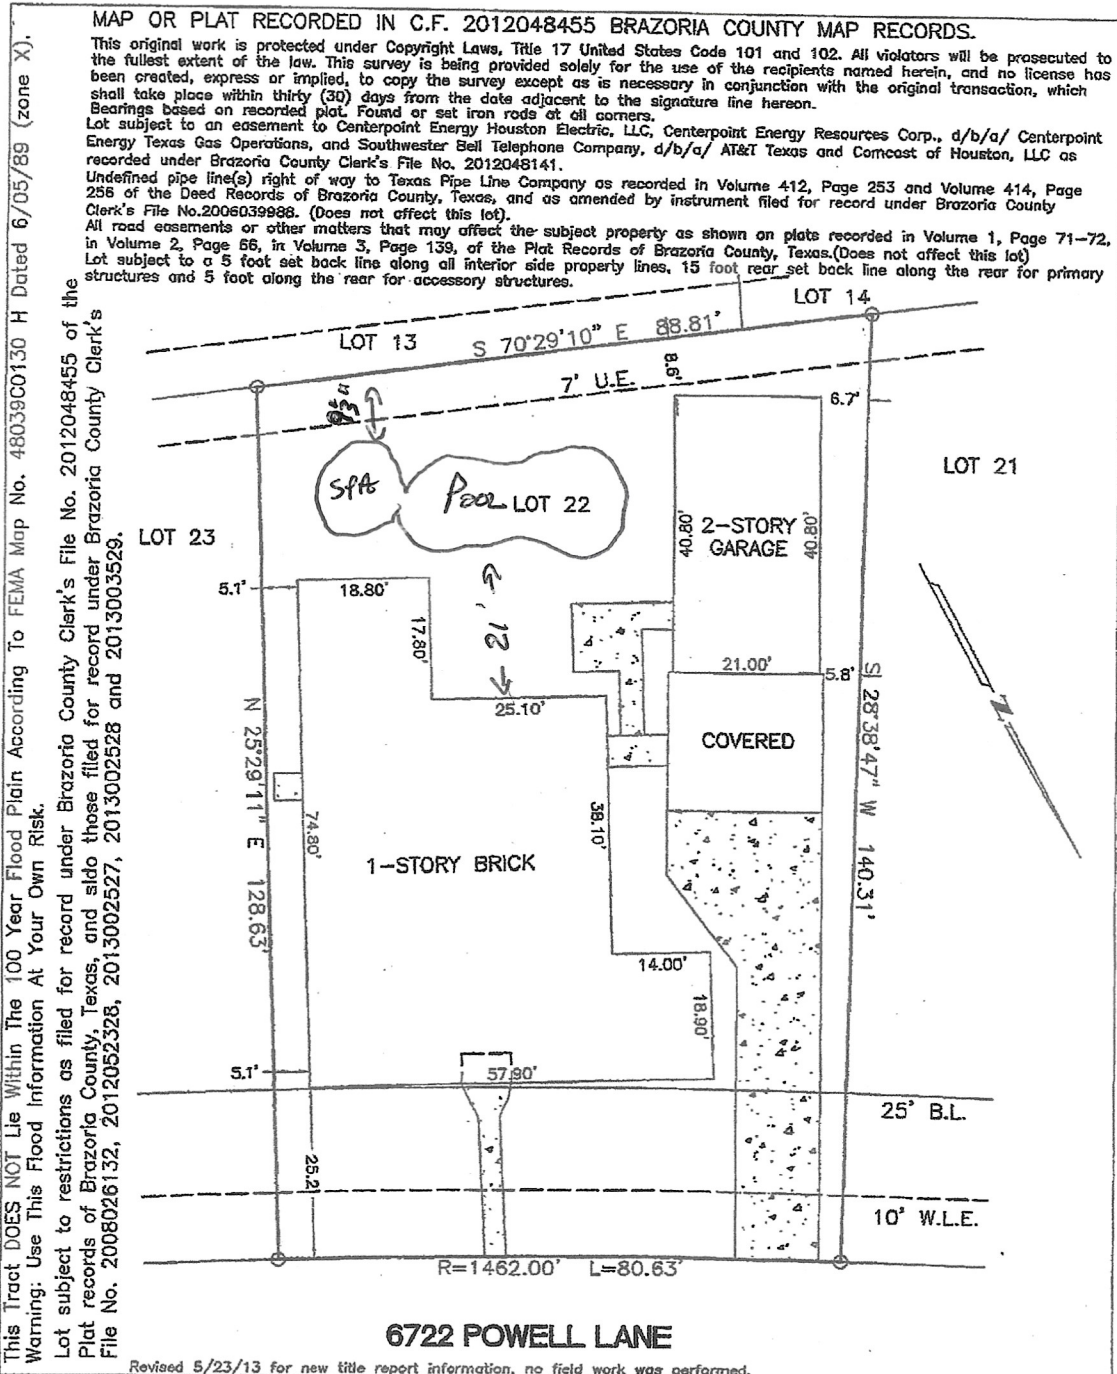 MAP OR PLAT RECORDED IN C.F. 2012048455 BRAZORIA COUNTY MAP RECORDS.
This original work is protected under Copyright Laws, Title 17 United States Code 101 and 102. All violators will be prosecuted to
the fullest extent of the law. This survey is being provided solely for the use of the recipients named herein, and no license has
been created, express or implied, to copy the survey except as is necessary in conjunction with the original transaction, which
shall take place within thirty (30) days from the date adjacent to the signature line hereon.
Bearings based on recorded plat. Found or set iron rods at all corners.
Lot subject to an easement to Centerpoint Energy Houston Electric, LLC, Centerpoint Energy Resources Corp., d/b/a/ Centerpoint
Energy Texas Gas Operations, and Southwester Bell Telephone Company, d/b/a/ AT&T Texas and Comcast of Houston, LLC as
recorded under Brazoria County Clerk's File No. 2012048141.
Undefined pipe line(s) right of way to Texas Pipe Line Company as recorded in Volume 412, Page 253 and Volume 414, Page
256 of the Deed Records of Brazoria County, Texas, and as amended by instrument filed for record under Brazoria County
Clerk's File No.2006039988. (Does not affect this lot).
All road easements or other matters that may affect the subject property as shown on plats recorded in Volume 1, Page 71-72,
in Volume 2, Page 66, in Volume 3, Page 139, of the Plat Records of Brazoria County, Texas.(Does not affect this lot)
Lot subject to a 5 foot set back line along all interior side property lines, 15 foot rear set back line along the rear for primary
structures and 5 foot along the rear for accessory structures.
This Tract DOES NOT Lie Within The 100 Year Flood Plain According To FEMA Map No. 48039C0130 H Dated 6/05/89 (zone X).
Warning: Use This Flood Information At Your Own Risk.
Lot subject to restrictions as filed for record under Brazoria County Clerk's File No. 2012048455 of the
Plat records of Brazoria County, Texas, and aldo those filed for record under Brazoria County Clerk's
File No. 2008026132, 2012052328, 2013002527, 2013002528 and 2013003529.
LOT 14
LOT 13
S 70°29'10" E 88.81'
7' U.E.
8.6'
6.7'
LOT 21
SPA
POOL
LOT 22
LOT 23
40.80'
2-STORY
GARAGE
40.80'
5.1'
18.80'
17.80'
21'
25.10'
21.00'
5.8'
S 28°38'47" W 140.31'
N 25°29'11" E 128.63'
COVERED
Z
74.80'
38.10'
1-STORY BRICK
14.00'
18.90'
5.1'
57.90'
25' B.L.
25.2'
10' W.L.E.
R=1462.00' L=80.63'
6722 POWELL LANE
Revised 5/23/13 for new title report information, no field work was performed.